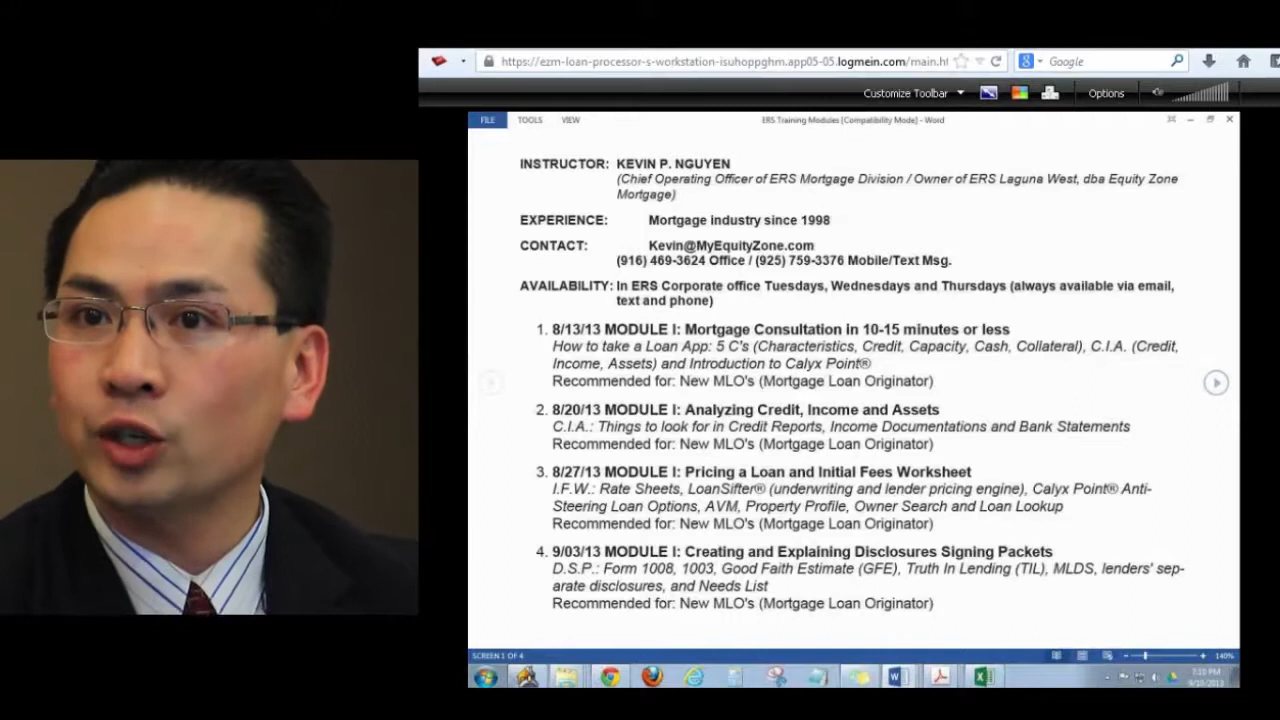 https://ezm-loan-processor-s-workstation-isuhoppghm.app05-05.logmein.com/main.ht
Google
Customize Toolbar
Options
FILE TOOLS VIEW ERS Training Modules [Compatibility Mode] - Word
INSTRUCTOR: KEVIN P. NGUYEN
(Chief Operating Officer of ERS Mortgage Division / Owner of ERS Laguna West, dba Equity Zone
Mortgage)
EXPERIENCE: Mortgage industry since 1998
CONTACT: Kevin@MyEquityZone.com
(916) 469-3624 Office / (925) 759-3376 Mobile/Text Msg.
AVAILABILITY: In ERS Corporate office Tuesdays, Wednesdays and Thursdays (always available via email,
text and phone)
1. 8/13/13 MODULE I: Mortgage Consultation in 10-15 minutes or less
How to take a Loan App: 5 C's (Characteristics, Credit, Capacity, Cash, Collateral), C.I.A. (Credit,
Income, Assets) and Introduction to Calyx Point®
Recommended for: New MLO's (Mortgage Loan Originator)
2. 8/20/13 MODULE I: Analyzing Credit, Income and Assets
C.I.A.: Things to look for in Credit Reports, Income Documentations and Bank Statements
Recommended for: New MLO's (Mortgage Loan Originator)
3. 8/27/13 MODULE I: Pricing a Loan and Initial Fees Worksheet
I.F.W.: Rate Sheets, LoanSifter® (underwriting and lender pricing engine), Calyx Point® Anti-
Steering Loan Options, AVM, Property Profile, Owner Search and Loan Lookup
Recommended for: New MLO's (Mortgage Loan Originator)
4. 9/03/13 MODULE I: Creating and Explaining Disclosures Signing Packets
D.S.P.: Form 1008, 1003, Good Faith Estimate (GFE), Truth In Lending (TIL), MLDS, lenders' sep-
arate disclosures, and Needs List
Recommended for: New MLO's (Mortgage Loan Originator)
SCREEN 1 OF 4
140%
9/10/2013